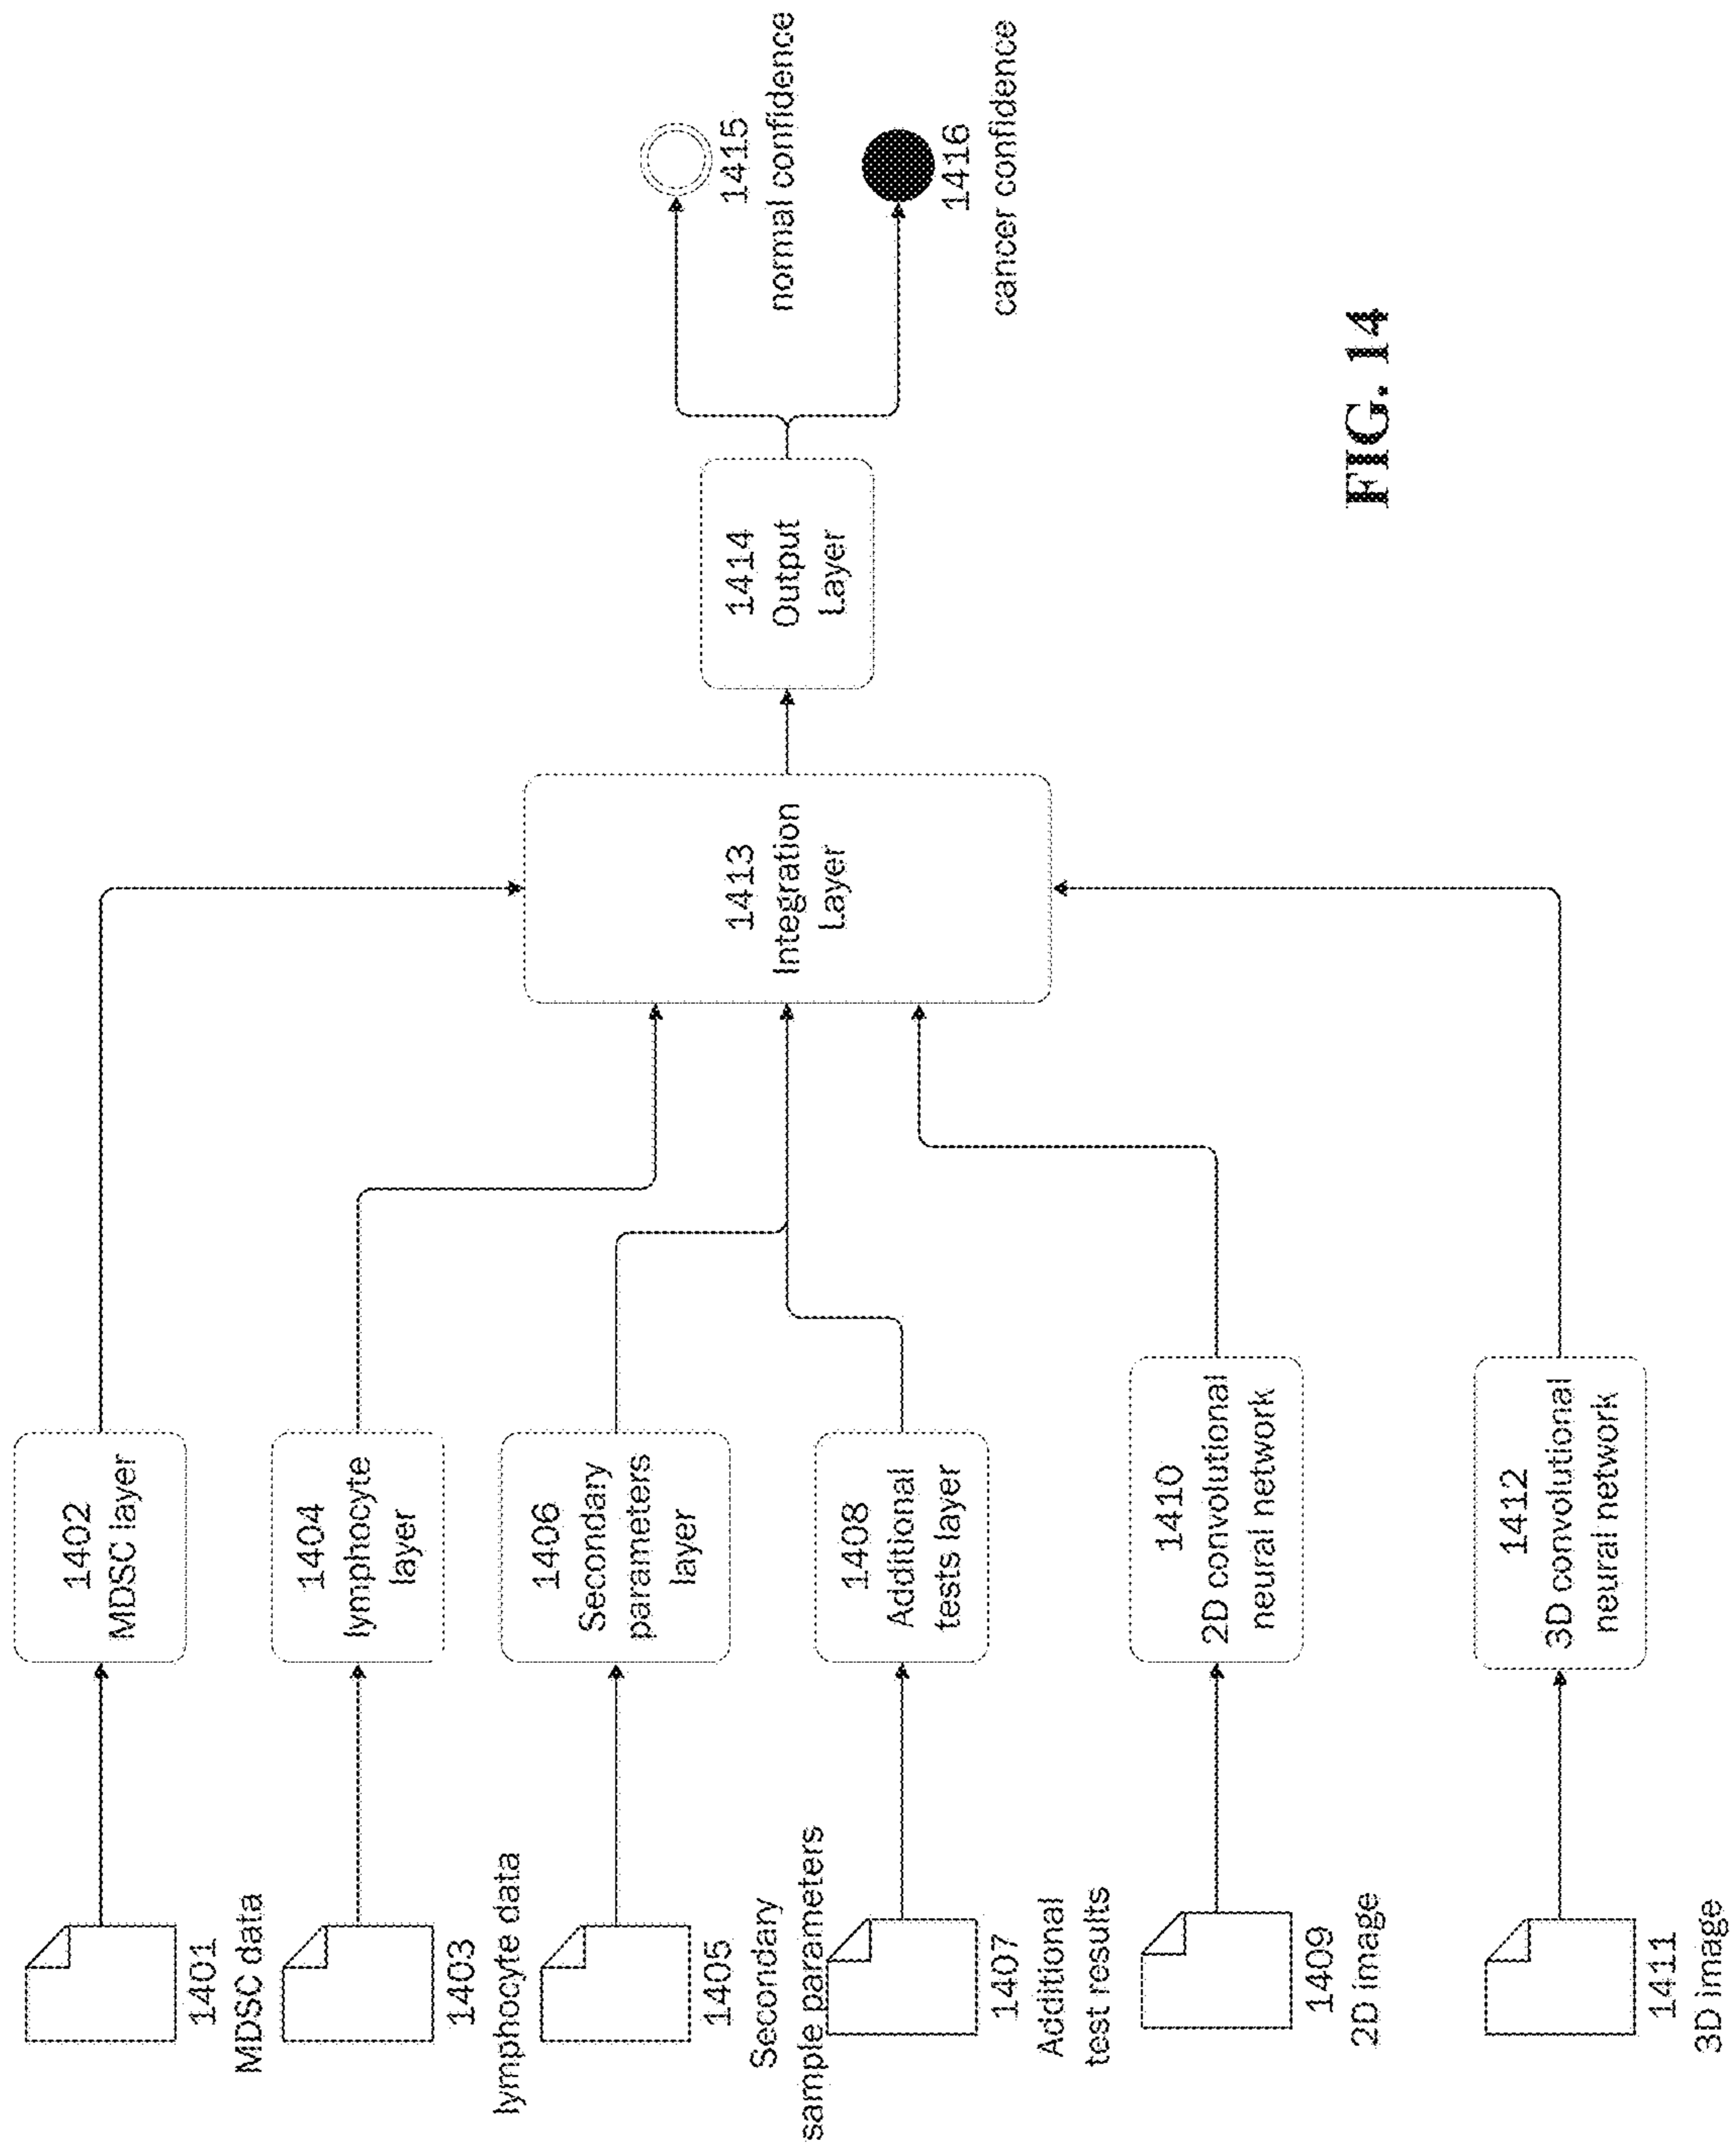 1401
MDSC data
1402
MDSC layer
1403
lymphocyte data
1404
lymphocyte
layer
1405
Secondary
sample parameters
1406
Secondary
parameters
layer
1407
Additional
test results
1408
Additional
tests layer
1409
2D image
1410
2D convolutional
neural network
1411
3D image
1412
3D convolutional
neural network
1413
Integration
Layer
1414
Output
Layer
1415
normal confidence
1416
cancer confidence
FIG. 14